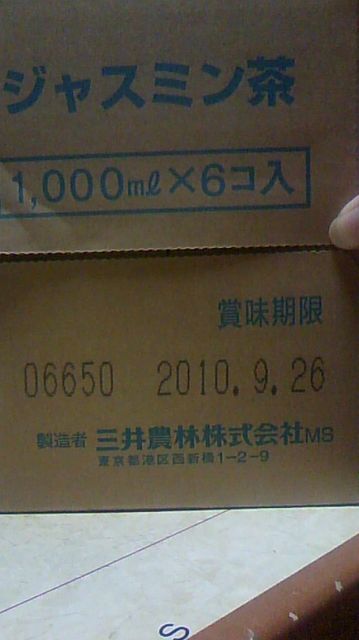 ジャスミン茶
1,000mℓ×6コ入
賞味期限
06650 2010.9.26
製造者 三井農林株式会社MS
東京都港区西新橋1-2-9
S